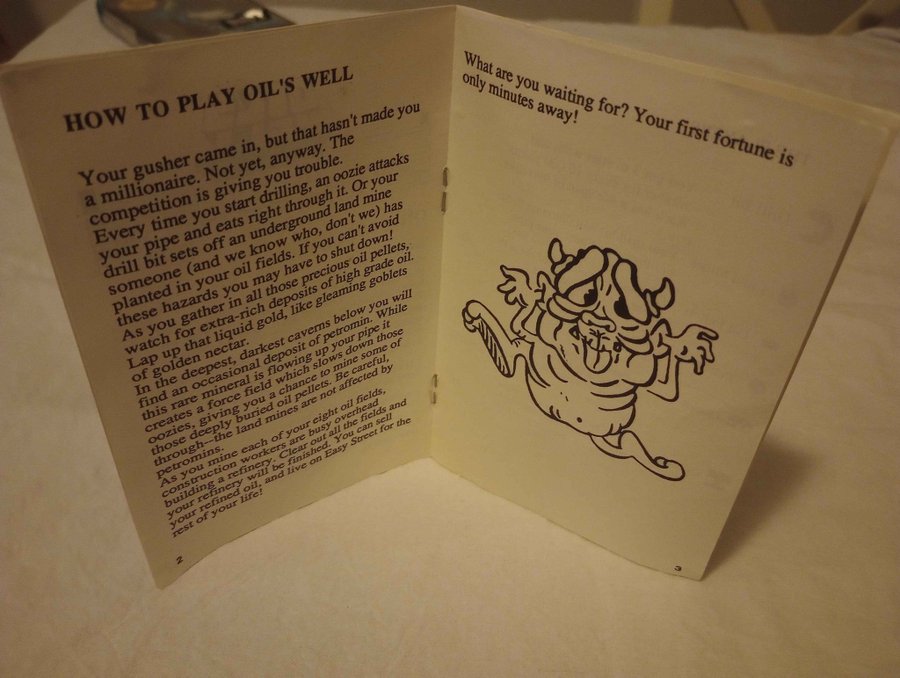 HOW TO PLAY OIL'S WELL
Your gusher came in, but that hasn't made you
a millionaire. Not yet, anyway. The
competition is giving you trouble.
Every time you start drilling, an oozie attacks
your pipe and eats right through it. Or your
drill bit sets off an underground land mine
someone (and we know who, don't we) has
planted in your oil fields. If you can't avoid
these hazards you may have to shut down!
As you gather in all those precious oil pellets,
watch for extra-rich deposits of high grade oil.
Lap up that liquid gold, like gleaming goblets
of golden nectar.
In the deepest, darkest caverns below you will
find an occasional deposit of petromin. While
this rare mineral is flowing up your pipe it
creates a force field which slows down those
oozies, giving you a chance to mine some of
those deeply buried oil pellets. Be careful,
through--the land mines are not affected by
petromins.
As you mine each of your eight oil fields,
construction workers are busy overhead
building a refinery. Clear out all the fields and
your refinery will be finished. You can sell
your refined oil, and live on Easy Street for the
rest of your life!
2
What are you waiting for? Your first fortune is
only minutes away!
3